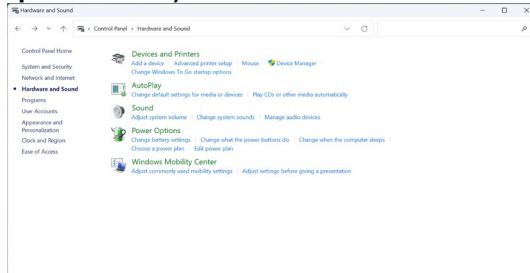 Hardware and Sound
Control Panel > Hardware and Sound
Control Panel Home
System and Security
Network and Internet
Hardware and Sound
Programs
User Accounts
Appearance and
Personalization
Clock and Region
Ease of Access
Devices and Printers
Add a device | Advanced printer setup | Mouse | Device Manager
Change Windows To Go startup options
AutoPlay
Change default settings for media or devices | Play CDs or other media automatically
Sound
Adjust system volume | Change system sounds | Manage audio devices
Power Options
Change battery settings | Change what the power buttons do | Change when the computer sleeps
Choose a power plan | Edit power plan
Windows Mobility Center
Adjust commonly used mobility settings | Adjust settings before giving a presentation